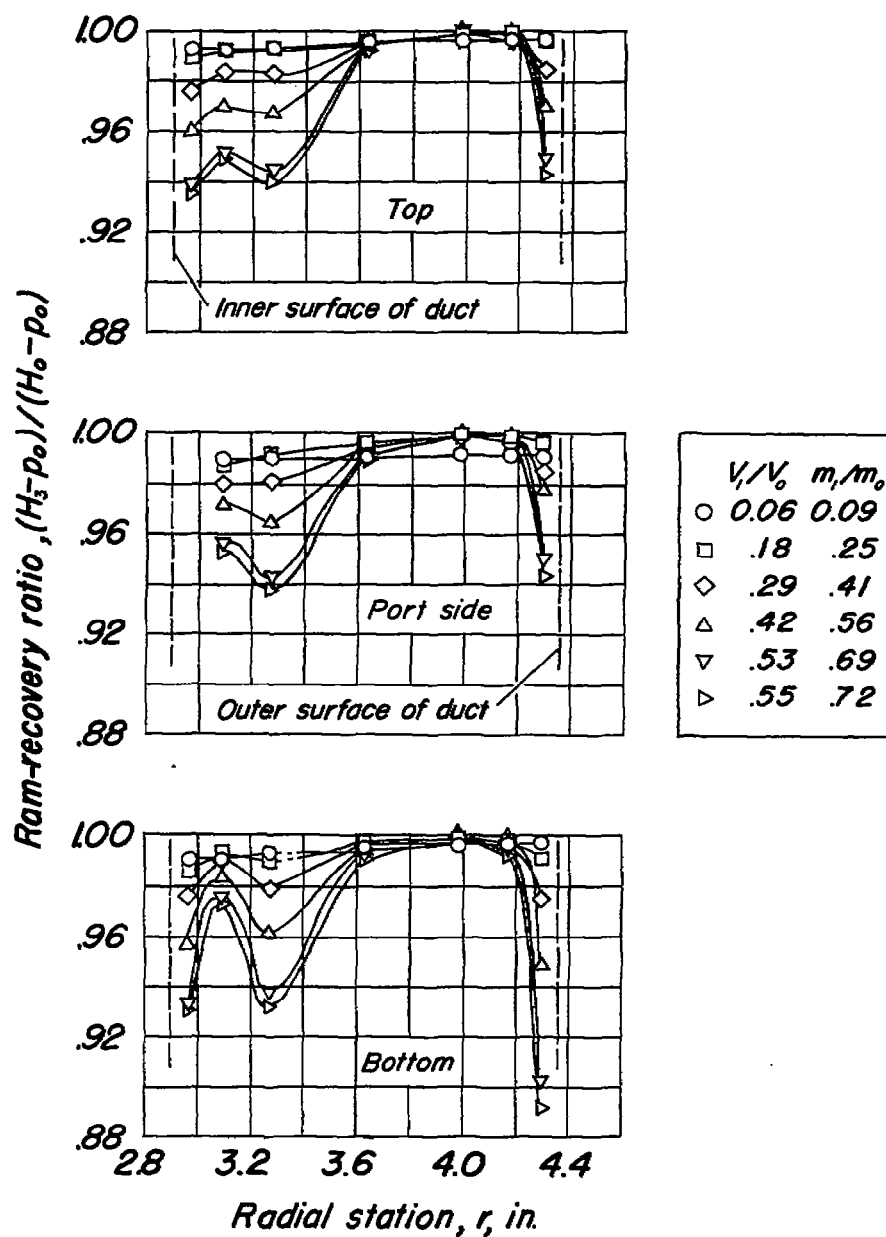 1.00
.96
.92
.88
Top
Inner surface of duct
Ram-recovery ratio, (H₃-p₀)/(H₀-p₀)
1.00
.96
.92
.88
Port side
Outer surface of duct
V₁/V₀ m₁/m₀
0.06 0.09
.18 .25
.29 .41
.42 .56
.53 .69
.55 .72
1.00
.96
.92
.88
Bottom
2.8 3.2 3.6 4.0 4.4
Radial station, r, in.